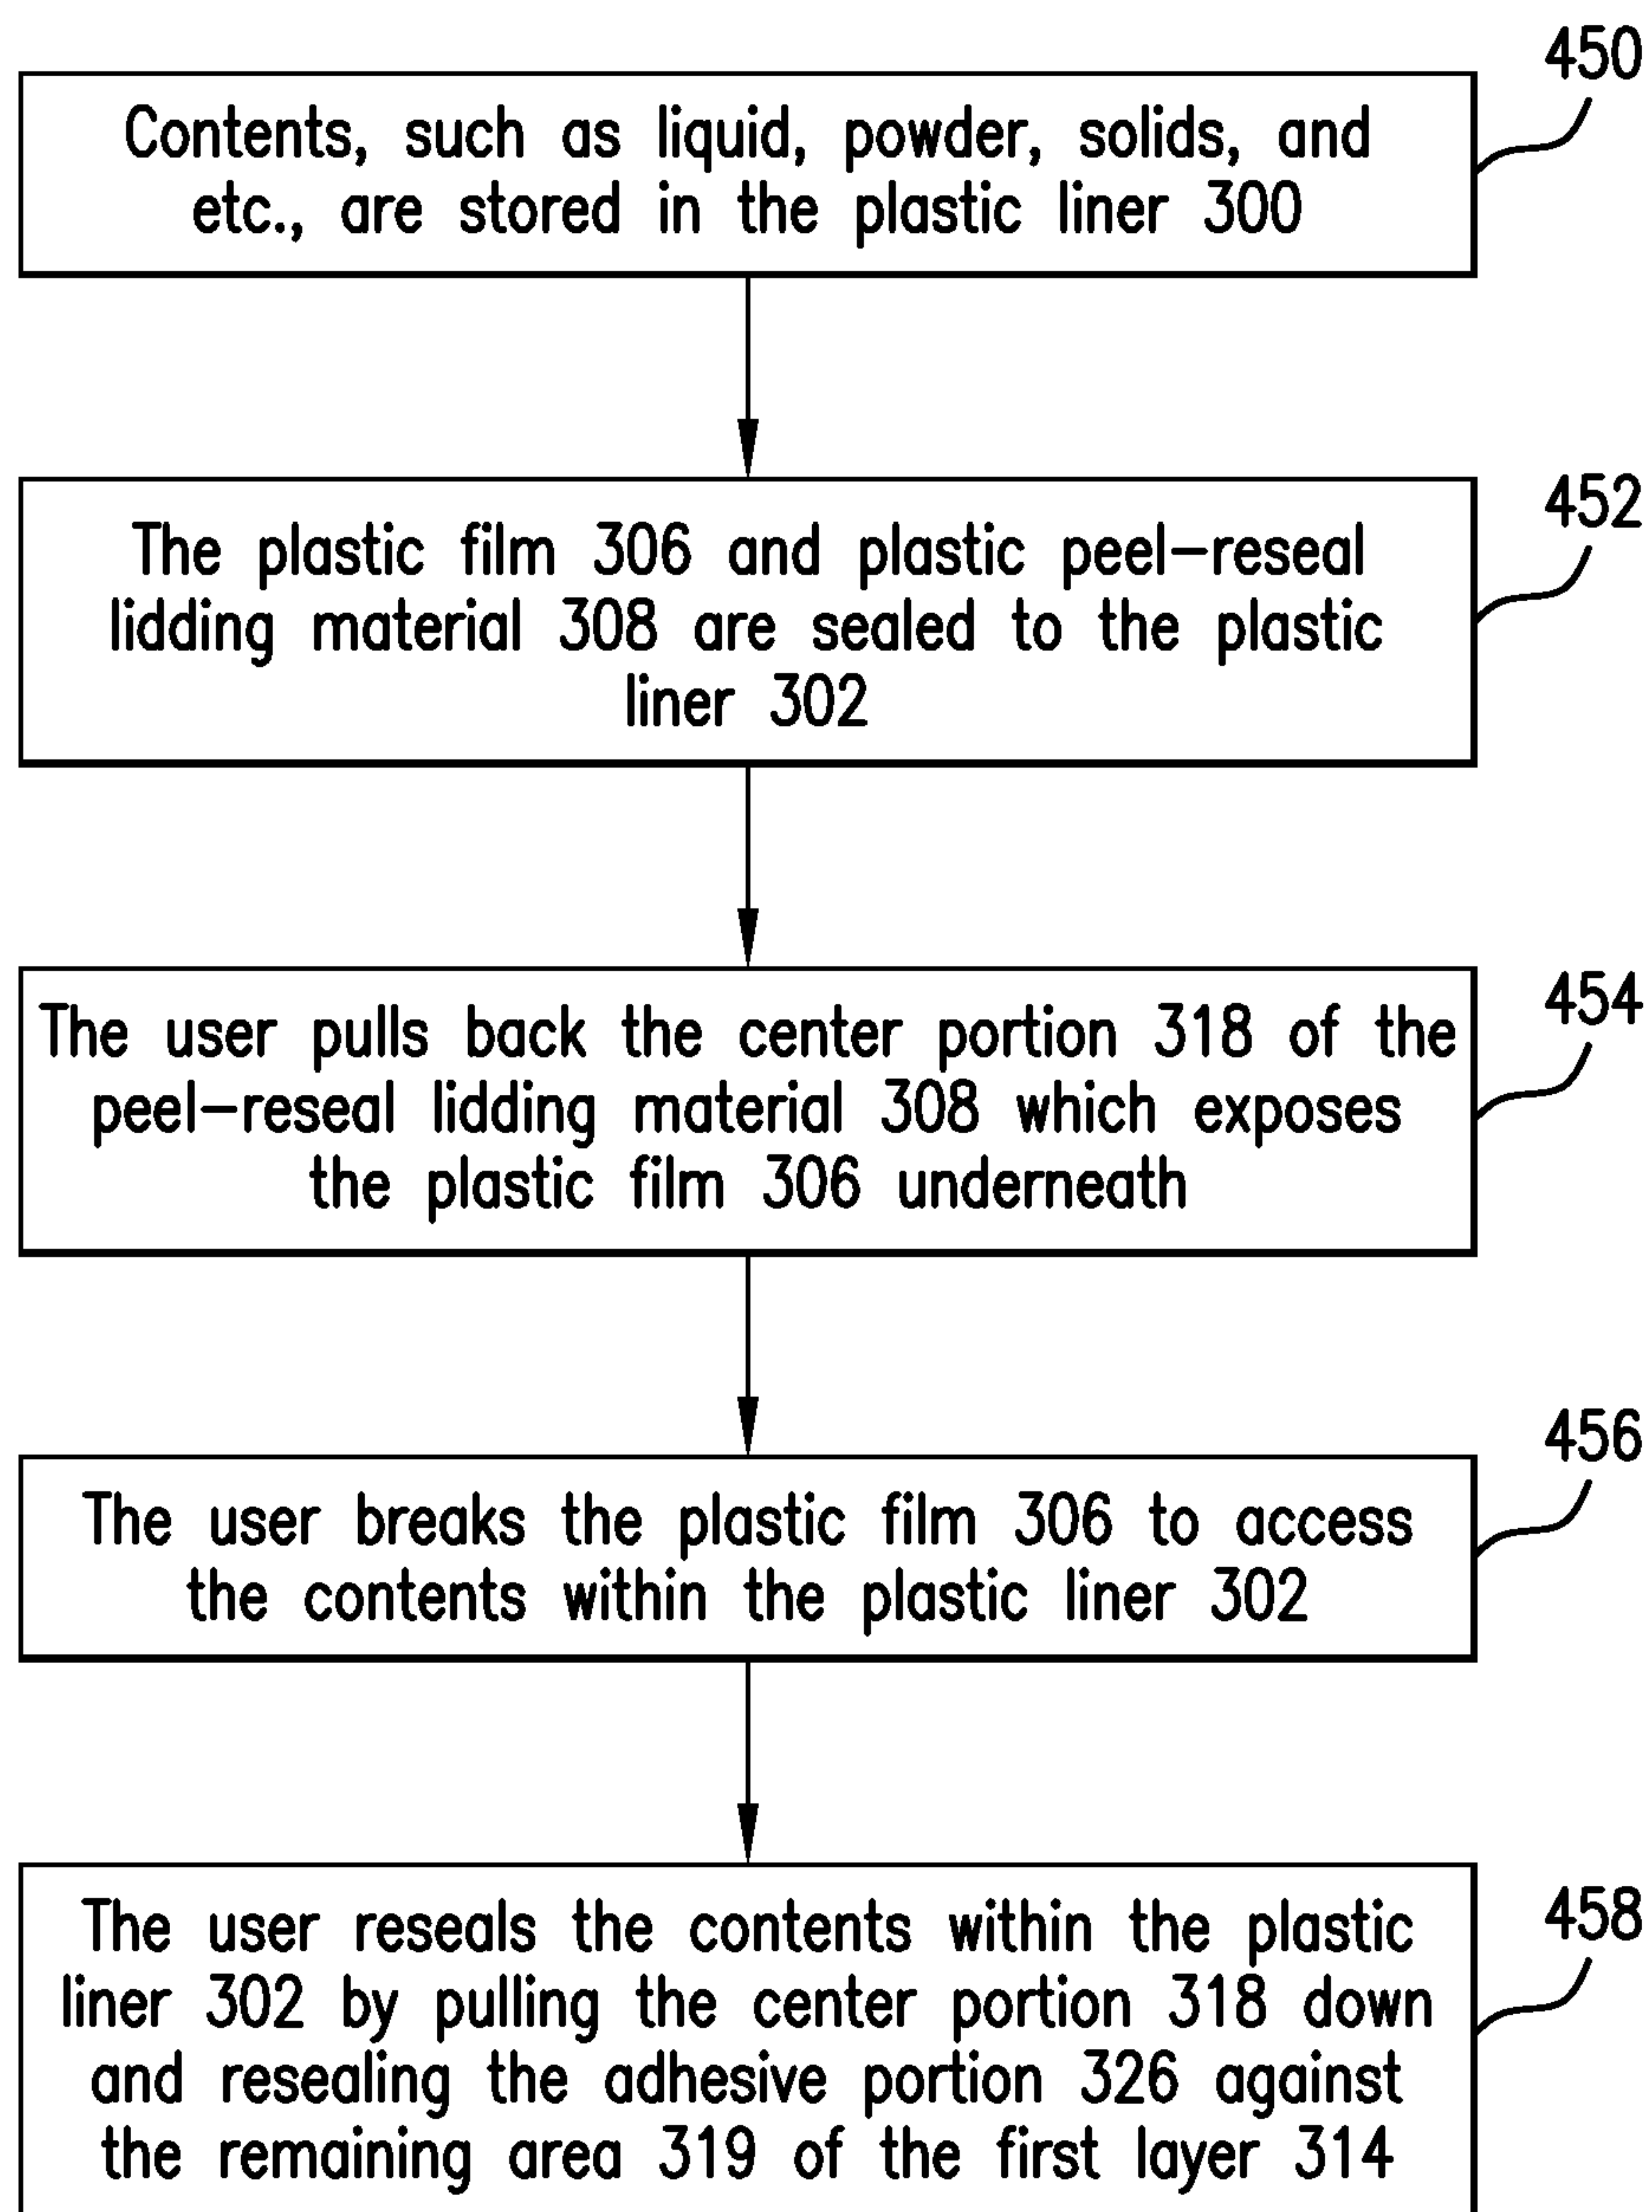 450
Contents, such as liquid, powder, solids, and
etc., are stored in the plastic liner 300
452
The plastic film 306 and plastic peel-reseal
lidding material 308 are sealed to the plastic
liner 302
454
The user pulls back the center portion 318 of the
peel-reseal lidding material 308 which exposes
the plastic film 306 underneath
456
The user breaks the plastic film 306 to access
the contents within the plastic liner 302
458
The user reseals the contents within the plastic
liner 302 by pulling the center portion 318 down
and resealing the adhesive portion 326 against
the remaining area 319 of the first layer 314